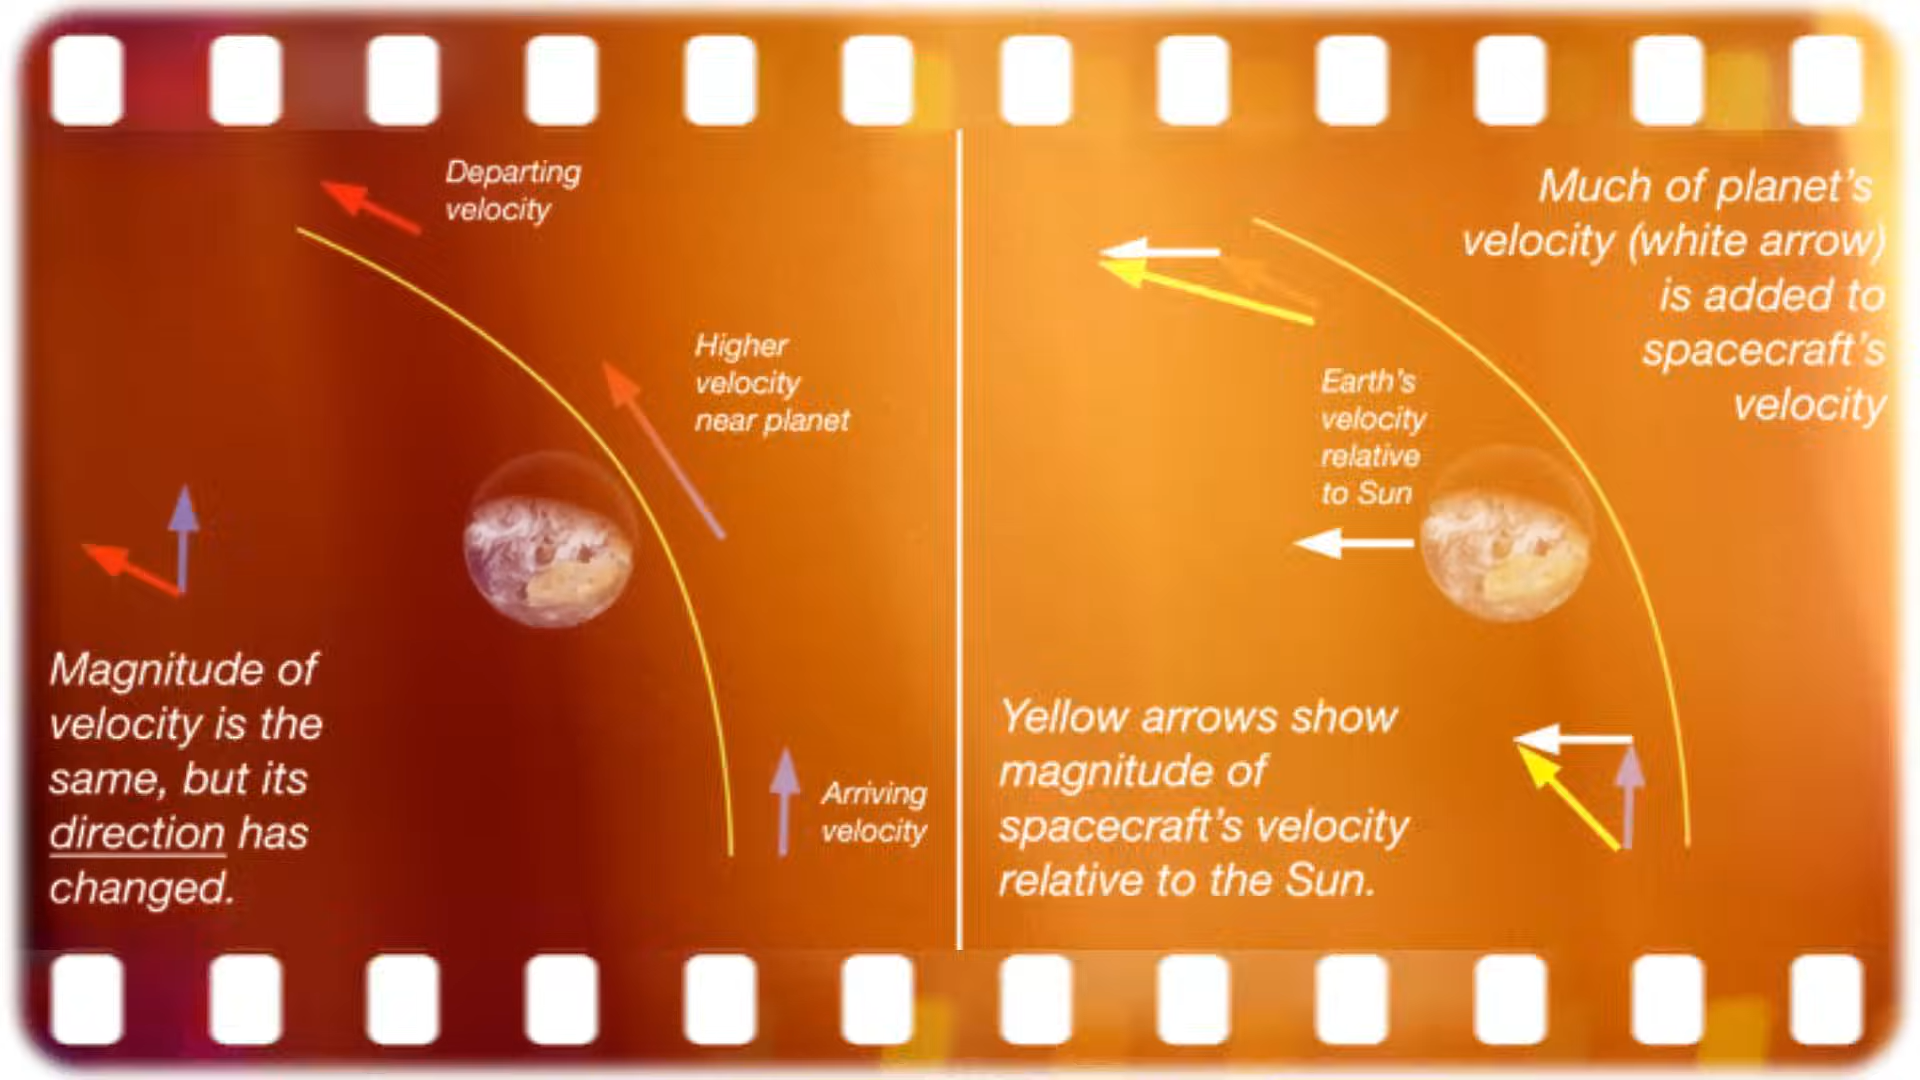 Departing
velocity
Higher
velocity
near planet
Magnitude of
velocity is the
same, but its
direction has
changed.
Arriving
velocity
Much of planet's
velocity (white arrow)
is added to
spacecraft's
velocity
Earth's
velocity
relative
to Sun
Yellow arrows show
magnitude of
spacecraft's velocity
relative to the Sun.